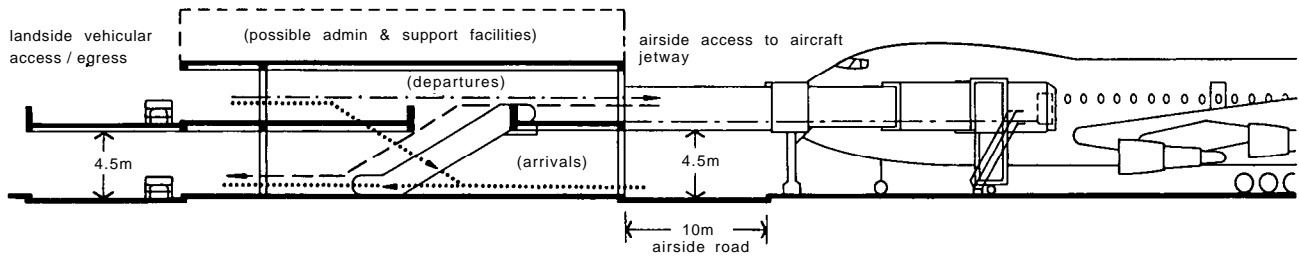 landside vehicular
access / egress
(possible admin & support facilities)
airside access to aircraft
jetway
(departures)
4.5m
(arrivals)
4.5m
10m
airside road